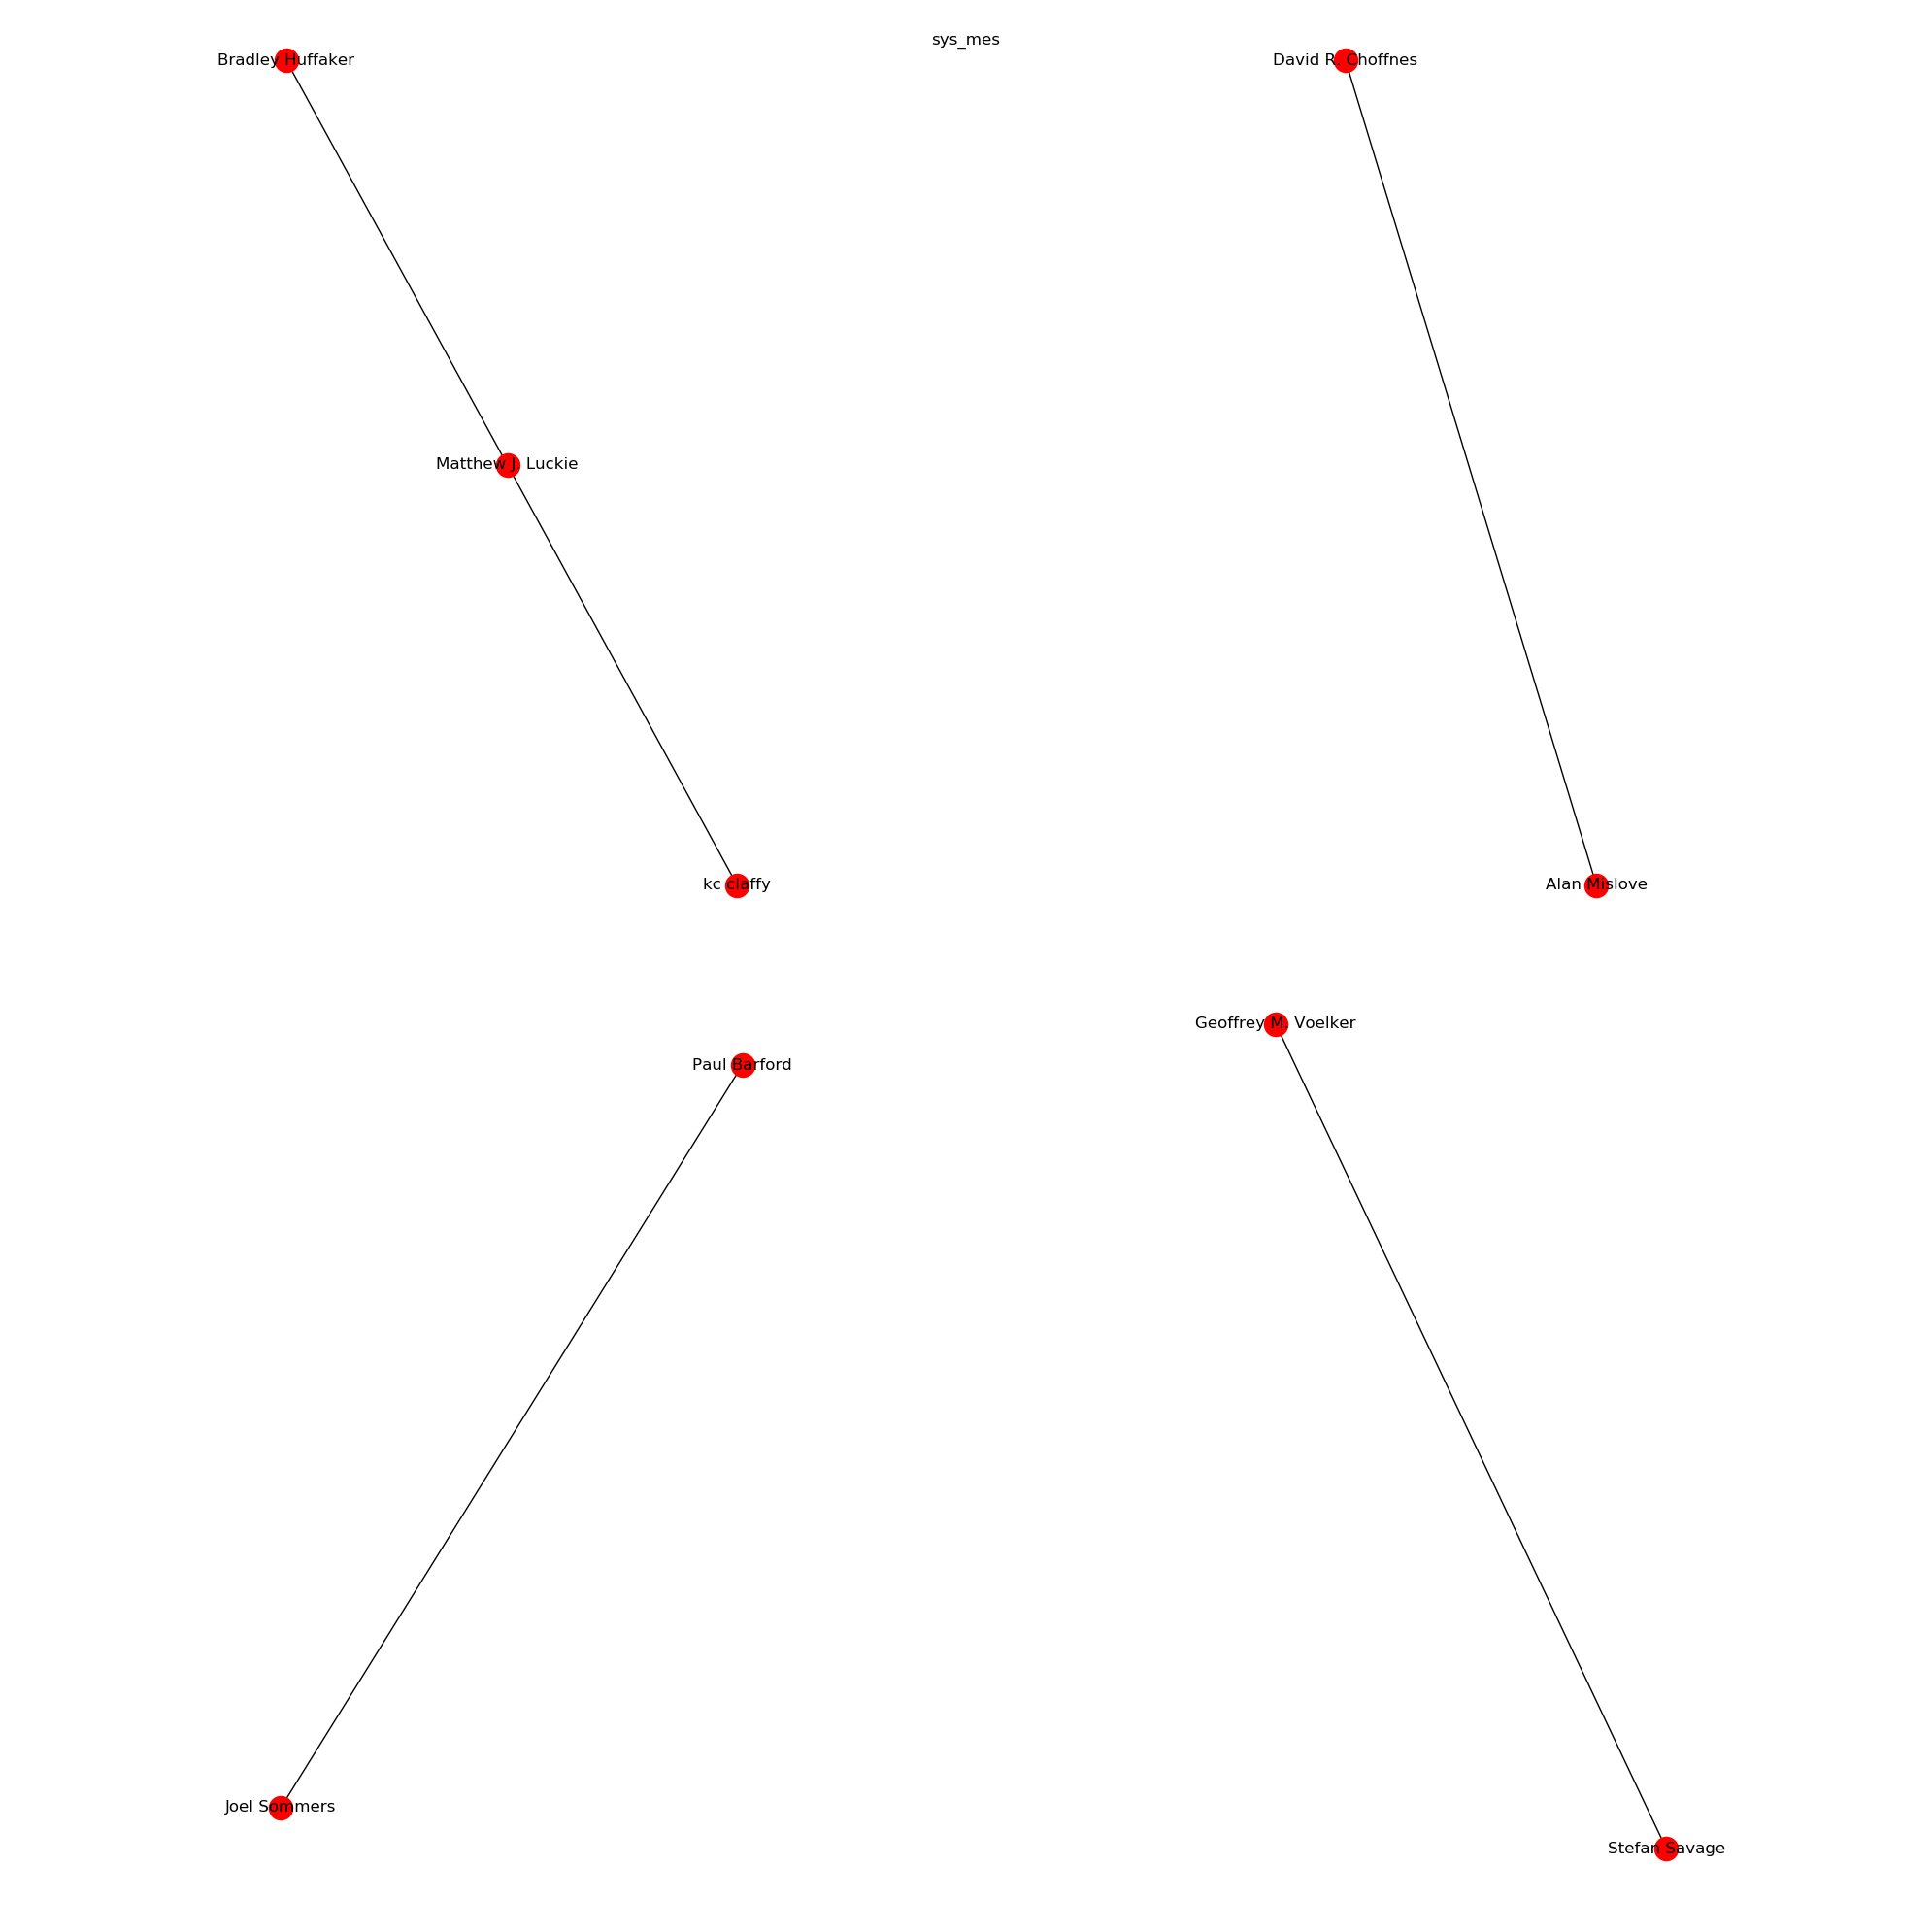 sys_mes
Bradley Huffaker
David R. Choffnes
Matthew J. Luckie
kc claffy
Alan Mislove
Geoffrey M. Voelker
Paul Barford
Joel Sommers
Stefan Savage